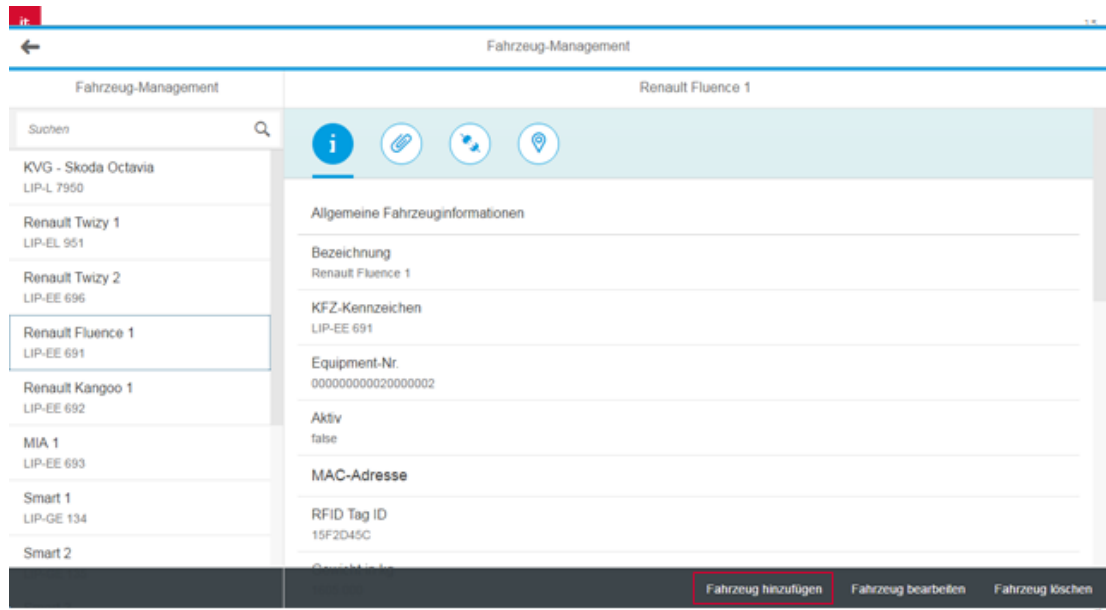 it.
Fahrzeug-Management
Fahrzeug-Management
Renault Fluence 1
Suchen
KVG - Skoda Octavia
LIP-L 7950
Renault Twizy 1
LIP-EL 951
Renault Twizy 2
LIP-EE 696
Renault Fluence 1
LIP-EE 691
Renault Kangoo 1
LIP-EE 692
MIA 1
LIP-EE 693
Smart 1
LIP-GE 134
Smart 2
i
Allgemeine Fahrzeuginformationen
Bezeichnung
Renault Fluence 1
KFZ-Kennzeichen
LIP-EE 691
Equipment-Nr.
000000000020000002
Aktiv
false
MAC-Adresse
RFID Tag ID
15F2D45C
Gewicht in kg
Fahrzeug hinzufügen Fahrzeug bearbeiten Fahrzeug löschen